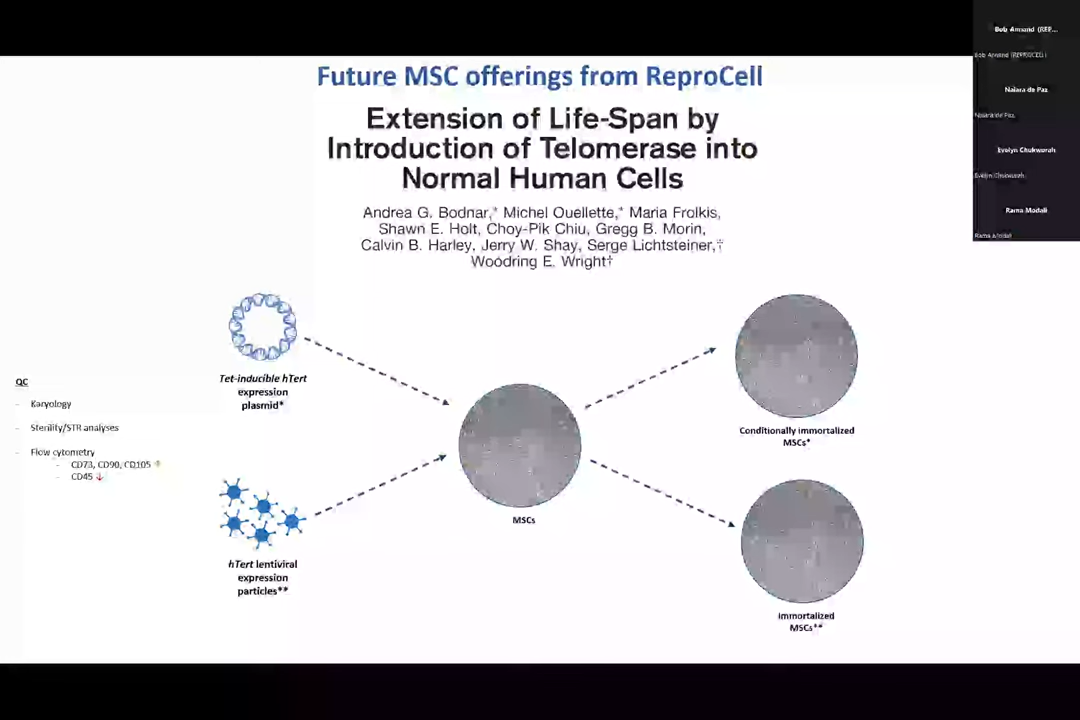 Future MSC offerings from ReproCell
Extension of Life-Span by
Introduction of Telomerase into
Normal Human Cells
Andrea G. Bodnar,* Michel Ouellette,* Maria Frolkis,
Shawn E. Holt, Choy-Pik Chiu, Gregg B. Morin,
Calvin B. Harley, Jerry W. Shay, Serge Lichtsteiner,†
Woodring E. Wright†
QC
- Karyology
- Sterility/STR analyses
- Flow cytometry
- CD73, CD90, CD105 ↑
- CD45 ↓
Tet-inducible hTert
expression
plasmid*
hTert lentiviral
expression
particles**
MSCs
Conditionally immortalized
MSCs*
Immortalized
MSCs**
Bob Armand (REP...
Bob Armand (REPROCELL)
Naiara de Paz
Naiara de Paz
Evelyn Chukwurah
Evelyn Chukwurah
Rama Modali
Rama Modali